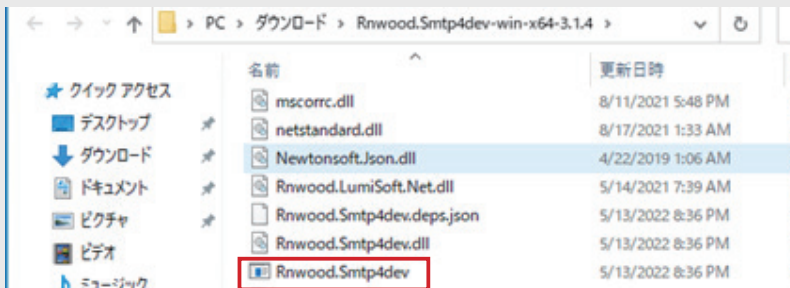 PC › ダウンロード › Rnwood.Smtp4dev-win-x64-3.1.4 ›
名前 更新日時
クイック アクセス
デスクトップ
ダウンロード
ドキュメント
ピクチャ
ビデオ
ミュージック
mscorrc.dll 8/11/2021 5:48 PM
netstandard.dll 8/17/2021 1:33 AM
Newtonsoft.Json.dll 4/22/2019 1:06 AM
Rnwood.LumiSoft.Net.dll 5/14/2021 7:39 AM
Rnwood.Smtp4dev.deps.json 5/13/2022 8:36 PM
Rnwood.Smtp4dev.dll 5/13/2022 8:36 PM
Rnwood.Smtp4dev 5/13/2022 8:36 PM